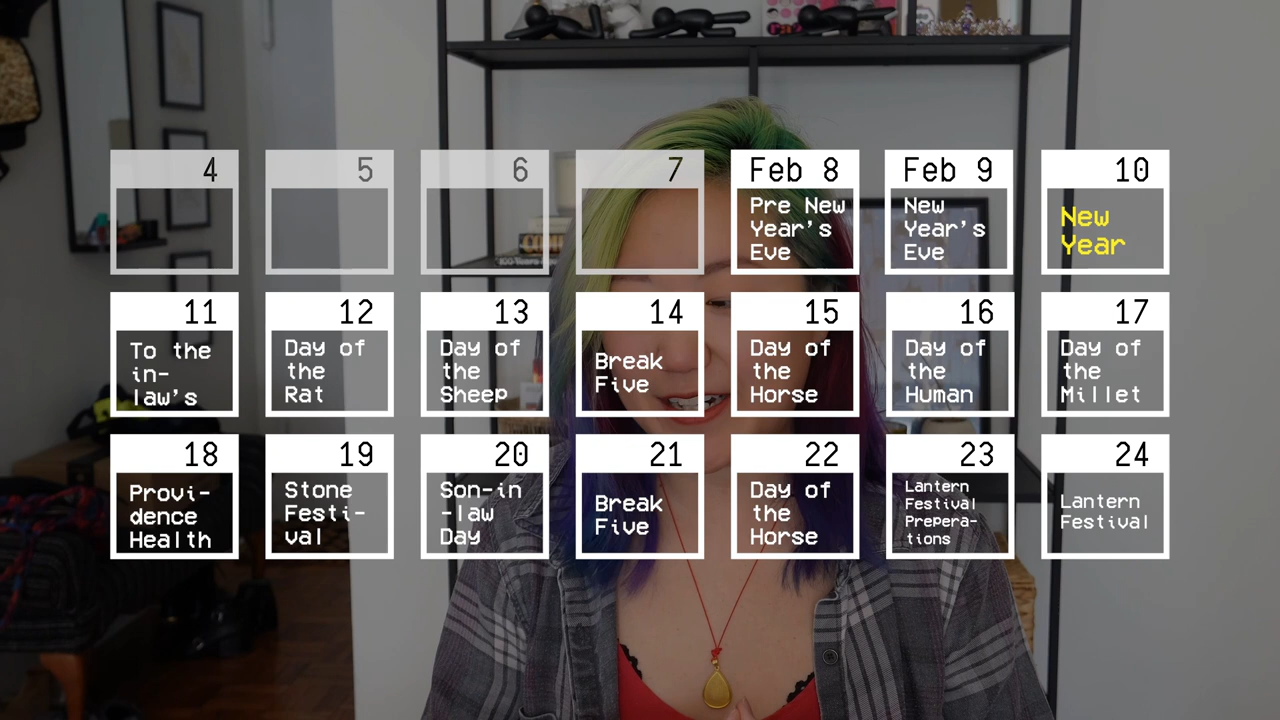 4
5
6
7
Feb 8
Feb 9
10
Pre New
Year's
Eve
New
Year's
Eve
New
Year
11
12
13
14
15
16
17
To the
in-
law's
Day of
the
Rat
Day of
the
Sheep
Break
Five
Day of
the
Horse
Day of
the
Human
Day of
the
Millet
18
19
20
21
22
23
24
Provi-
dence
Health
Stone
Festi-
val
Son-in
-law
Day
Break
Five
Day of
the
Horse
Lantern
Festival
Prepera-
tions
Lantern
Festival